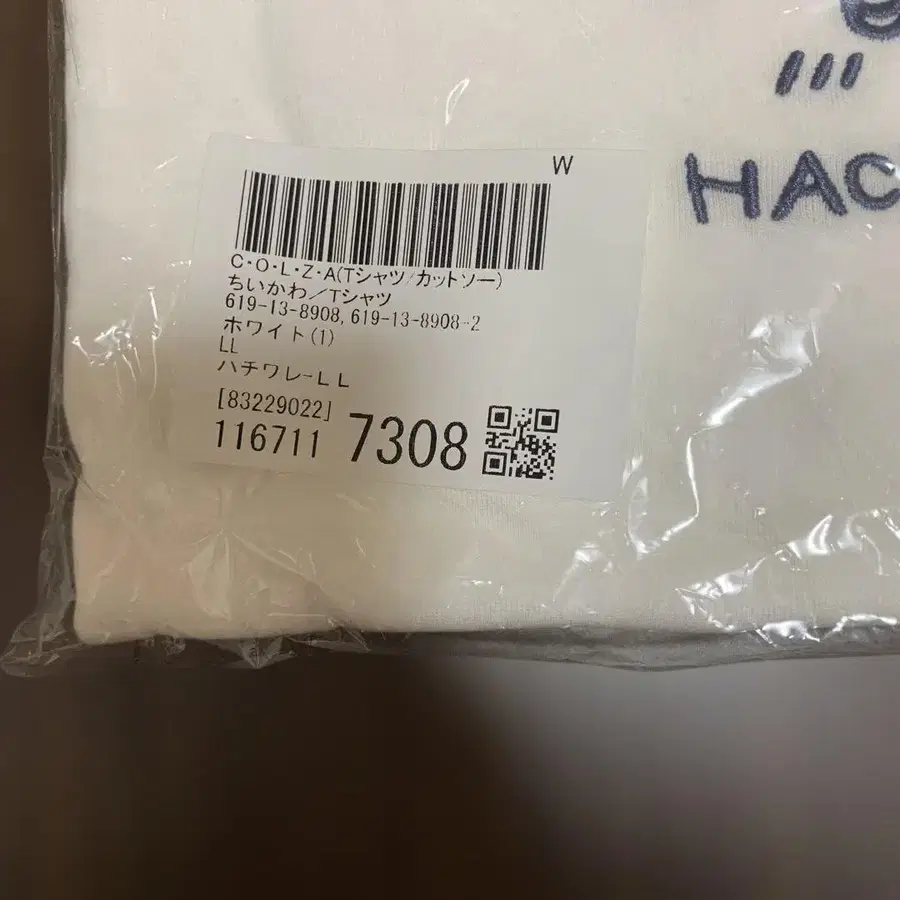 W
HAC
C・O・L・Z・A(Tシャツ/カットソー)
ちいかわ／Tシャツ
619-13-8908,619-13-8908-2
ホワイト(1)
LL
ハチワレ-LL
[83229022]
116711 7308